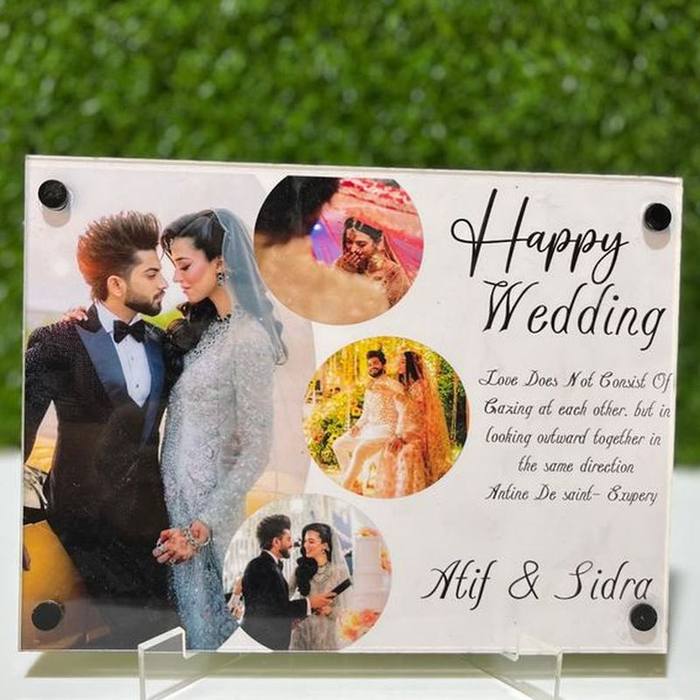 Happy
Wedding
Love Does Not Consist Of
Gazing at each other. but in
looking outward together in
the same direction
Antine De saint- Exupery
Atif & Sidra